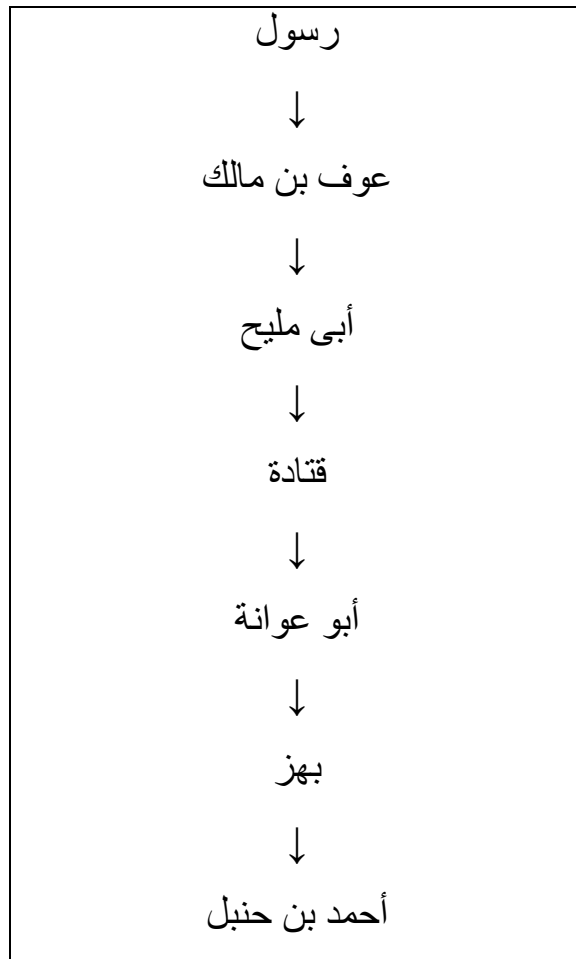 رسول
↓
عوف بن مالك
↓
أبى مليح
↓
قتادة
↓
أبو عوانة
↓
بهز
↓
أحمد بن حنبل